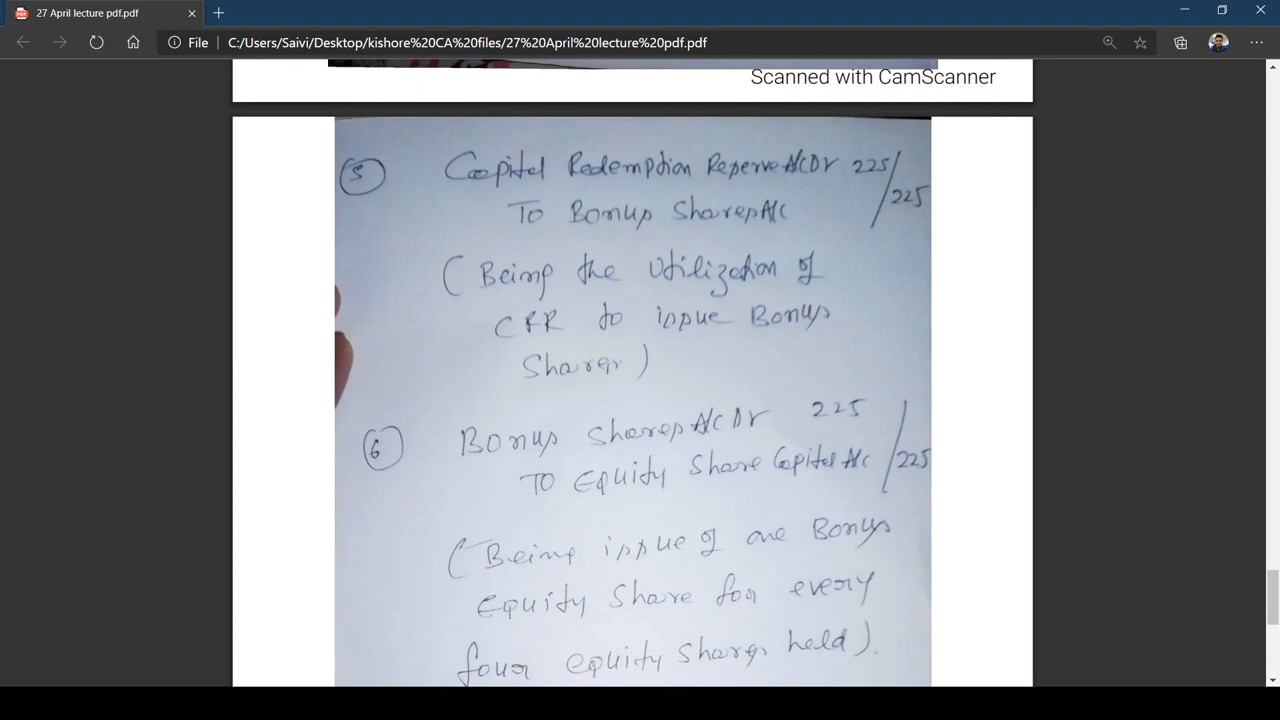 27 April lecture pdf.pdf
File C:/Users/Saivi/Desktop/kishore%20CA%20files/27%20April%20lecture%20pdf.pdf
Scanned with CamScanner
5 Capital Redemption Reserve A/C Dr 225
To Bonus Shares A/c 225
(Being the Utilization of
CRR to issue Bonus
Shares)
6 Bonus Shares A/C Dr 225
To Equity Share Capital A/c 225
(Being issue of one Bonus
Equity Share for every
four equity shares held).